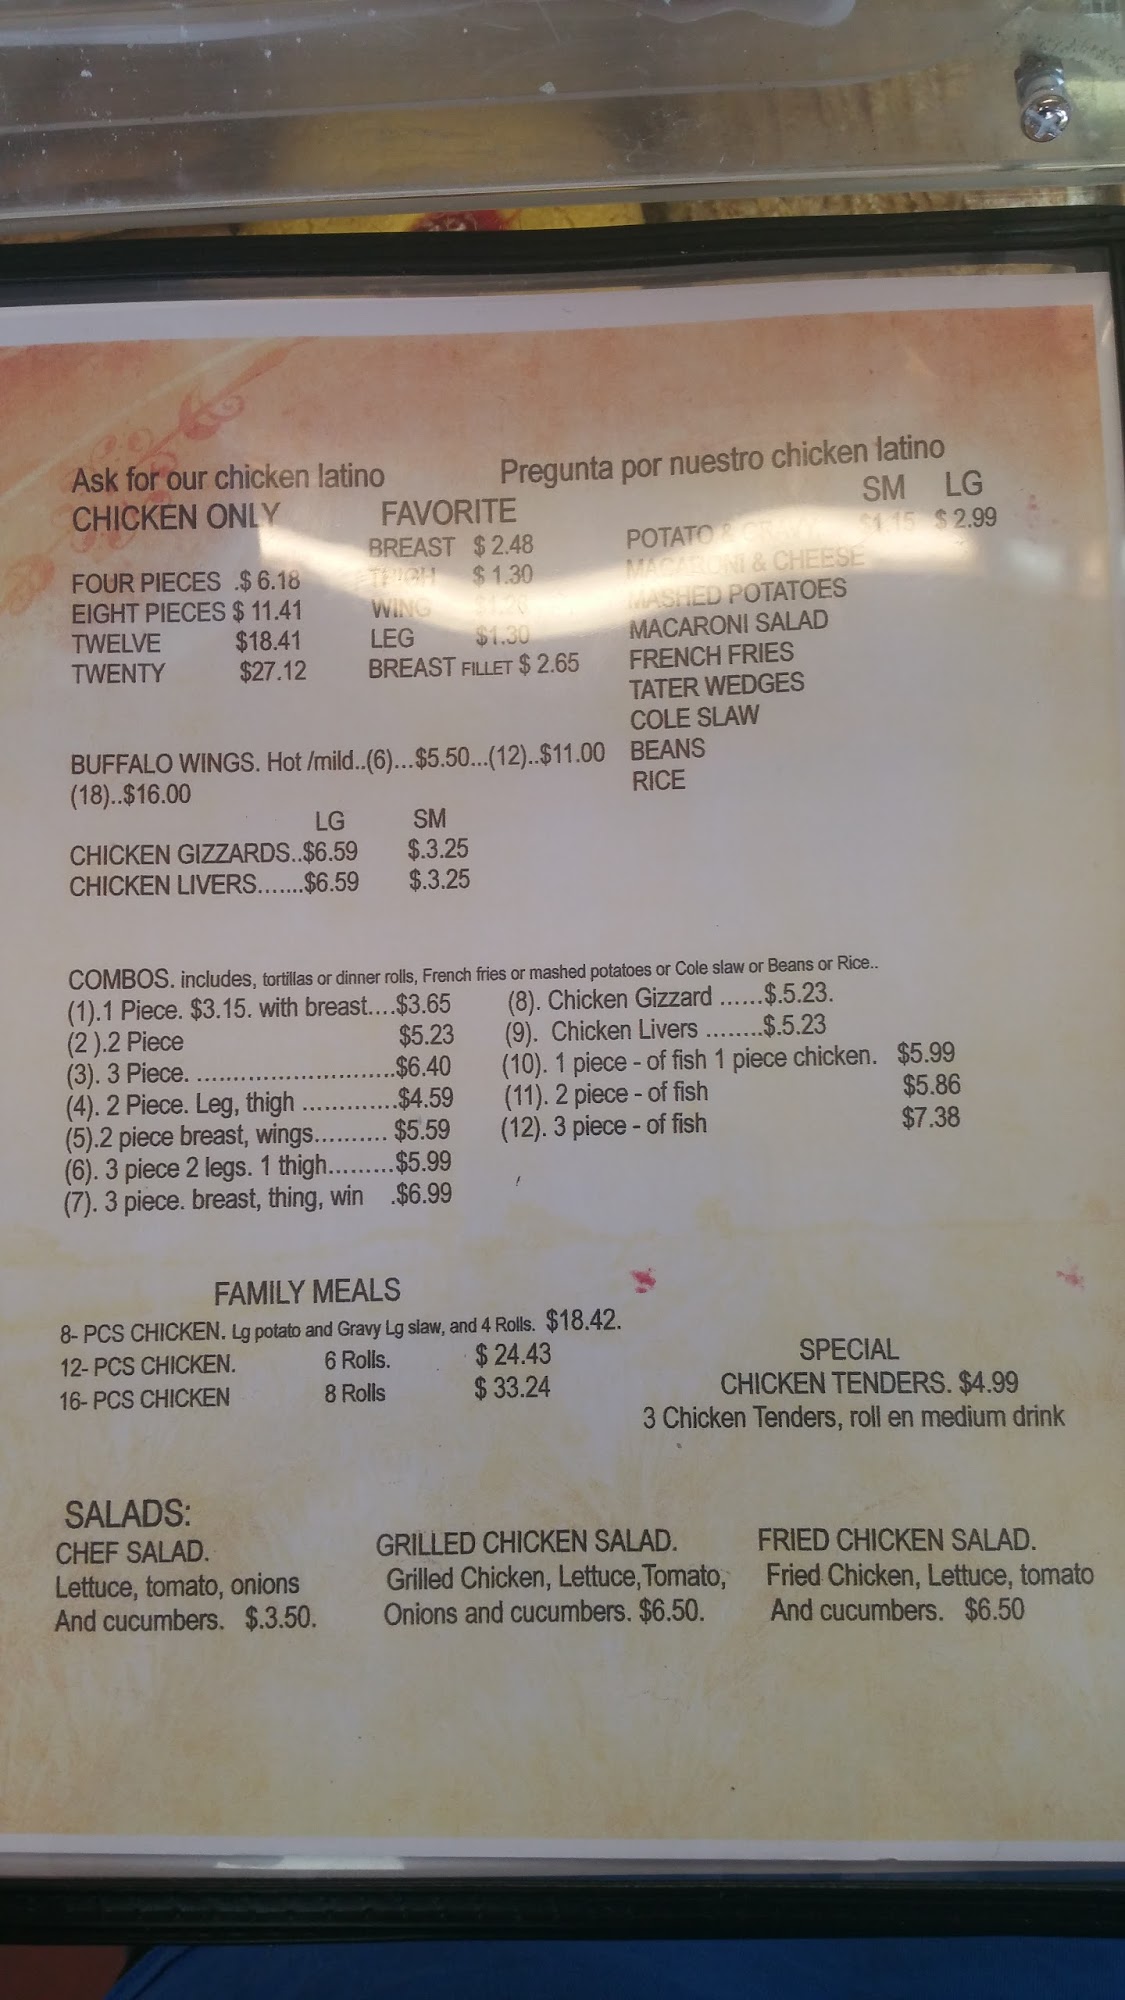 Ask for our chicken latino Pregunta por nuestro chicken latino
CHICKEN ONLY
FOUR PIECES .$ 6.18
EIGHT PIECES $ 11.41
TWELVE $18.41
TWENTY $27.12
FAVORITE
BREAST $ 2.48
THIGH $ 1.30
WING $1.26
LEG $1.30
BREAST FILLET $ 2.65
SM LG
POTATO & GRAVY $1.15 $ 2.99
MACARONI & CHEESE
MASHED POTATOES
MACARONI SALAD
FRENCH FRIES
TATER WEDGES
COLE SLAW
BEANS
RICE
BUFFALO WINGS. Hot /mild..(6)...$5.50...(12)..$11.00
(18)..$16.00
LG SM
CHICKEN GIZZARDS..$6.59 $.3.25
CHICKEN LIVERS.......$6.59 $.3.25
COMBOS. includes, tortillas or dinner rolls, French fries or mashed potatoes or Cole slaw or Beans or Rice..
(1).1 Piece. $3.15. with breast....$3.65
(2 ).2 Piece $5.23
(3). 3 Piece. ............................$6.40
(4). 2 Piece. Leg, thigh .............$4.59
(5).2 piece breast, wings.......... $5.59
(6). 3 piece 2 legs. 1 thigh.........$5.99
(7). 3 piece. breast, thing, win .$6.99
(8). Chicken Gizzard ......$.5.23.
(9). Chicken Livers ........$.5.23
(10). 1 piece - of fish 1 piece chicken. $5.99
(11). 2 piece - of fish $5.86
(12). 3 piece - of fish $7.38
FAMILY MEALS
8- PCS CHICKEN. Lg potato and Gravy Lg slaw, and 4 Rolls. $18.42.
12- PCS CHICKEN. 6 Rolls. $ 24.43
16- PCS CHICKEN 8 Rolls $ 33.24
SPECIAL
CHICKEN TENDERS. $4.99
3 Chicken Tenders, roll en medium drink
SALADS:
CHEF SALAD.
Lettuce, tomato, onions
And cucumbers. $.3.50.
GRILLED CHICKEN SALAD.
Grilled Chicken, Lettuce,Tomato,
Onions and cucumbers. $6.50.
FRIED CHICKEN SALAD.
Fried Chicken, Lettuce, tomato
And cucumbers. $6.50